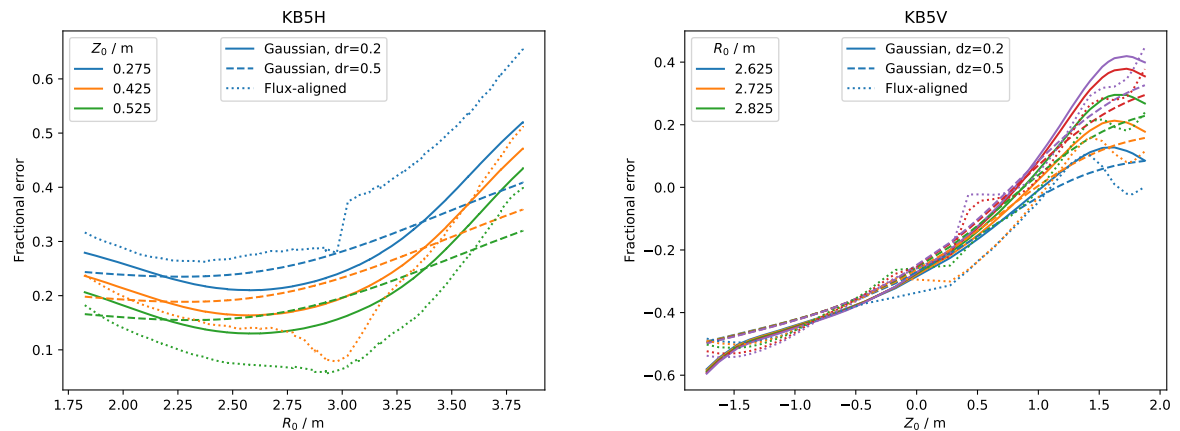 KB5H
Z₀ / m
0.275
0.425
0.525
Gaussian, dr=0.2
Gaussian, dr=0.5
Flux-aligned
Fractional error
0.6
0.5
0.4
0.3
0.2
0.1
1.75 2.00 2.25 2.50 2.75 3.00 3.25 3.50 3.75
R₀ / m
KB5V
R₀ / m
2.625
2.725
2.825
Gaussian, dz=0.2
Gaussian, dz=0.5
Flux-aligned
Fractional error
0.4
0.2
0.0
−0.2
−0.4
−0.6
−1.5 −1.0 −0.5 0.0 0.5 1.0 1.5 2.0
Z₀ / m